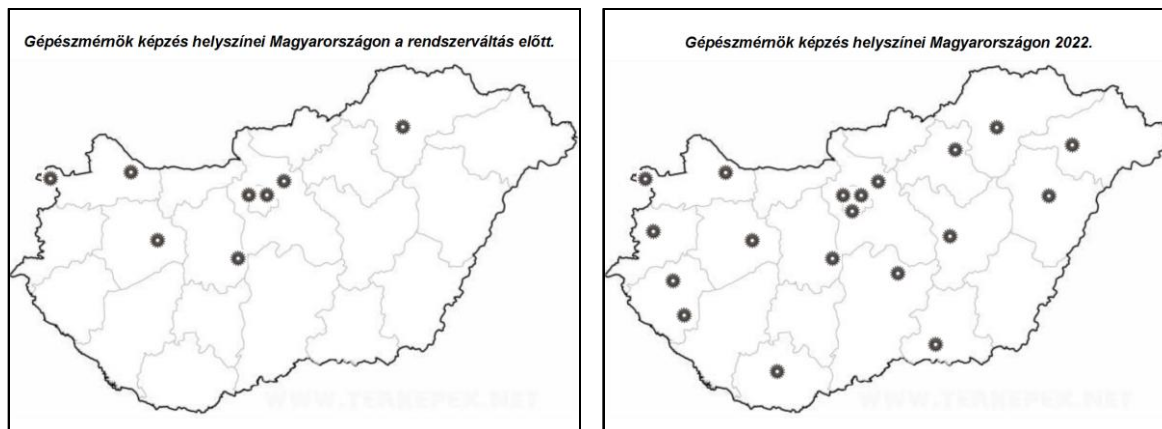 Gépészmérnök képzés helyszínei Magyarországon a rendszerváltás előtt.
Gépészmérnök képzés helyszínei Magyarországon 2022.
WWW.TERKEPEK.NET
WWW.TERKEPEK.NET